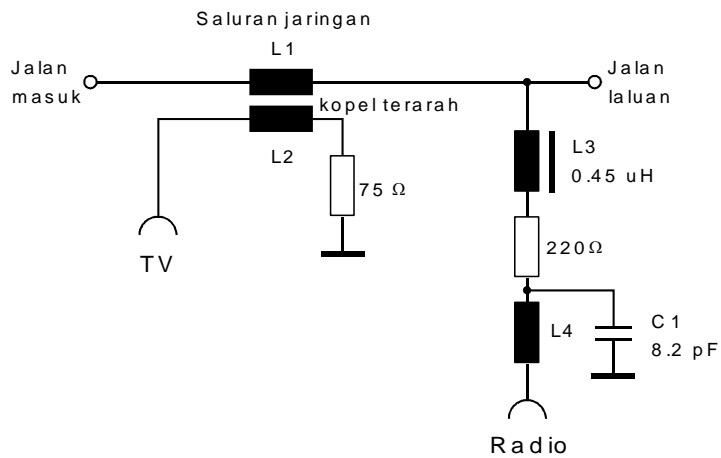 Saluran jaringan
L1
Jalan
masuk
Jalan
laluan
kopel terarah
L2
L3
0.45 uH
75 Ω
220Ω
TV
L4
C1
8.2 pF
Radio